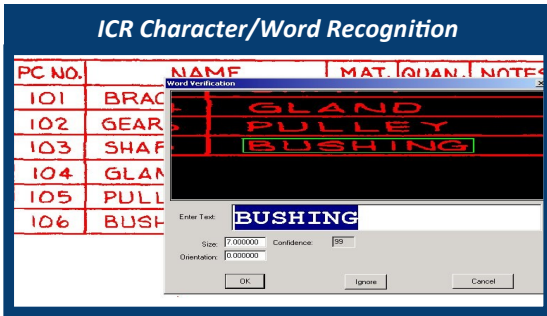 ICR Character/Word Recognition
PC NO. NAME MAT. QUAN. NOTES
Word Verification
101 BRAC
102 GEAR
103 SHAF
104 GLAN
105 PULL
106 BUSH
GLAND
PULLEY
BUSHING
Enter Text: BUSHING
Size: 7.000000 Confidence: 99
Orientation: 0.000000
OK Ignore Cancel